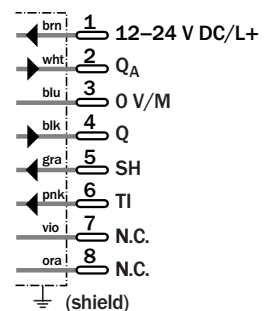 brn 1 12–24 V DC/L+
wht 2 QA
blu 3 0 V/M
blk 4 Q
gra 5 SH
pnk 6 TI
vio 7 N.C.
ora 8 N.C.
(shield)